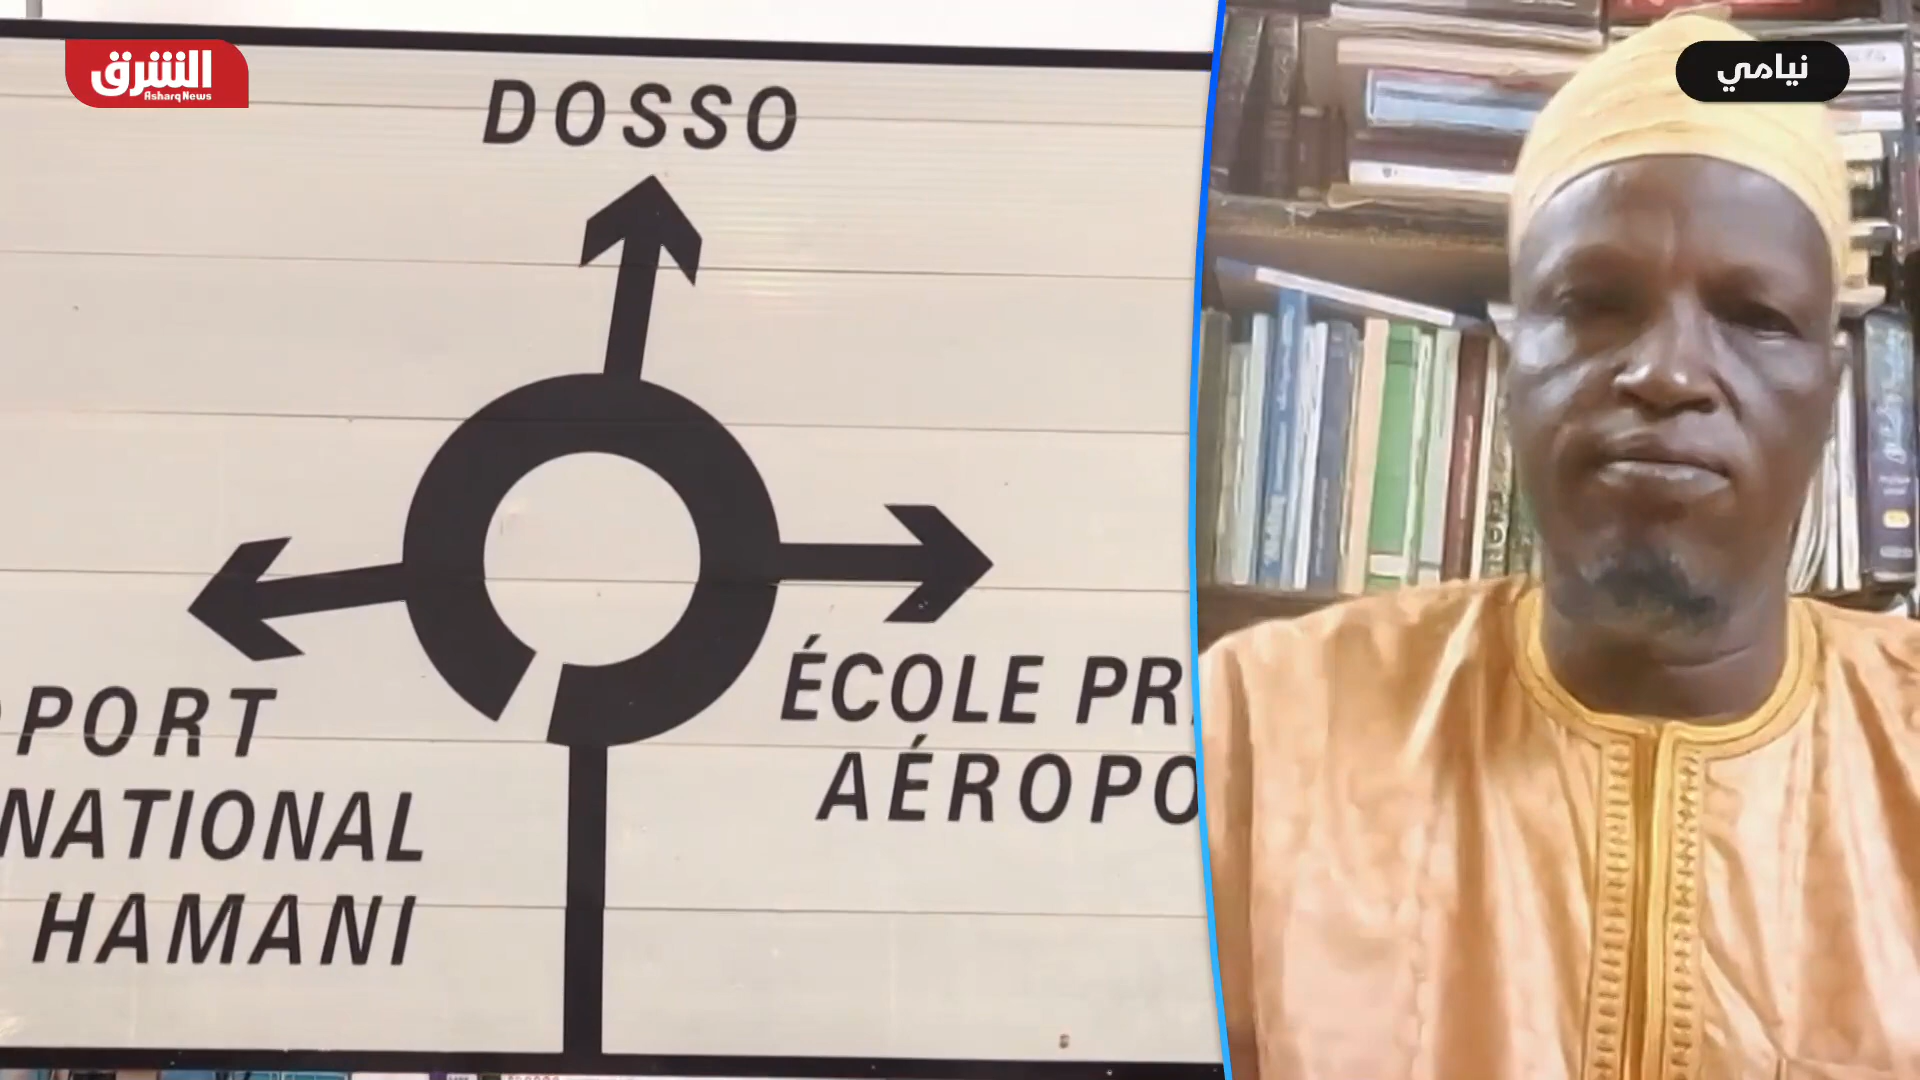 الشرق
Asharq News
نيامي
DOSSO
PORT
NATIONAL
HAMANI
ÉCOLE PR
AÉROPO